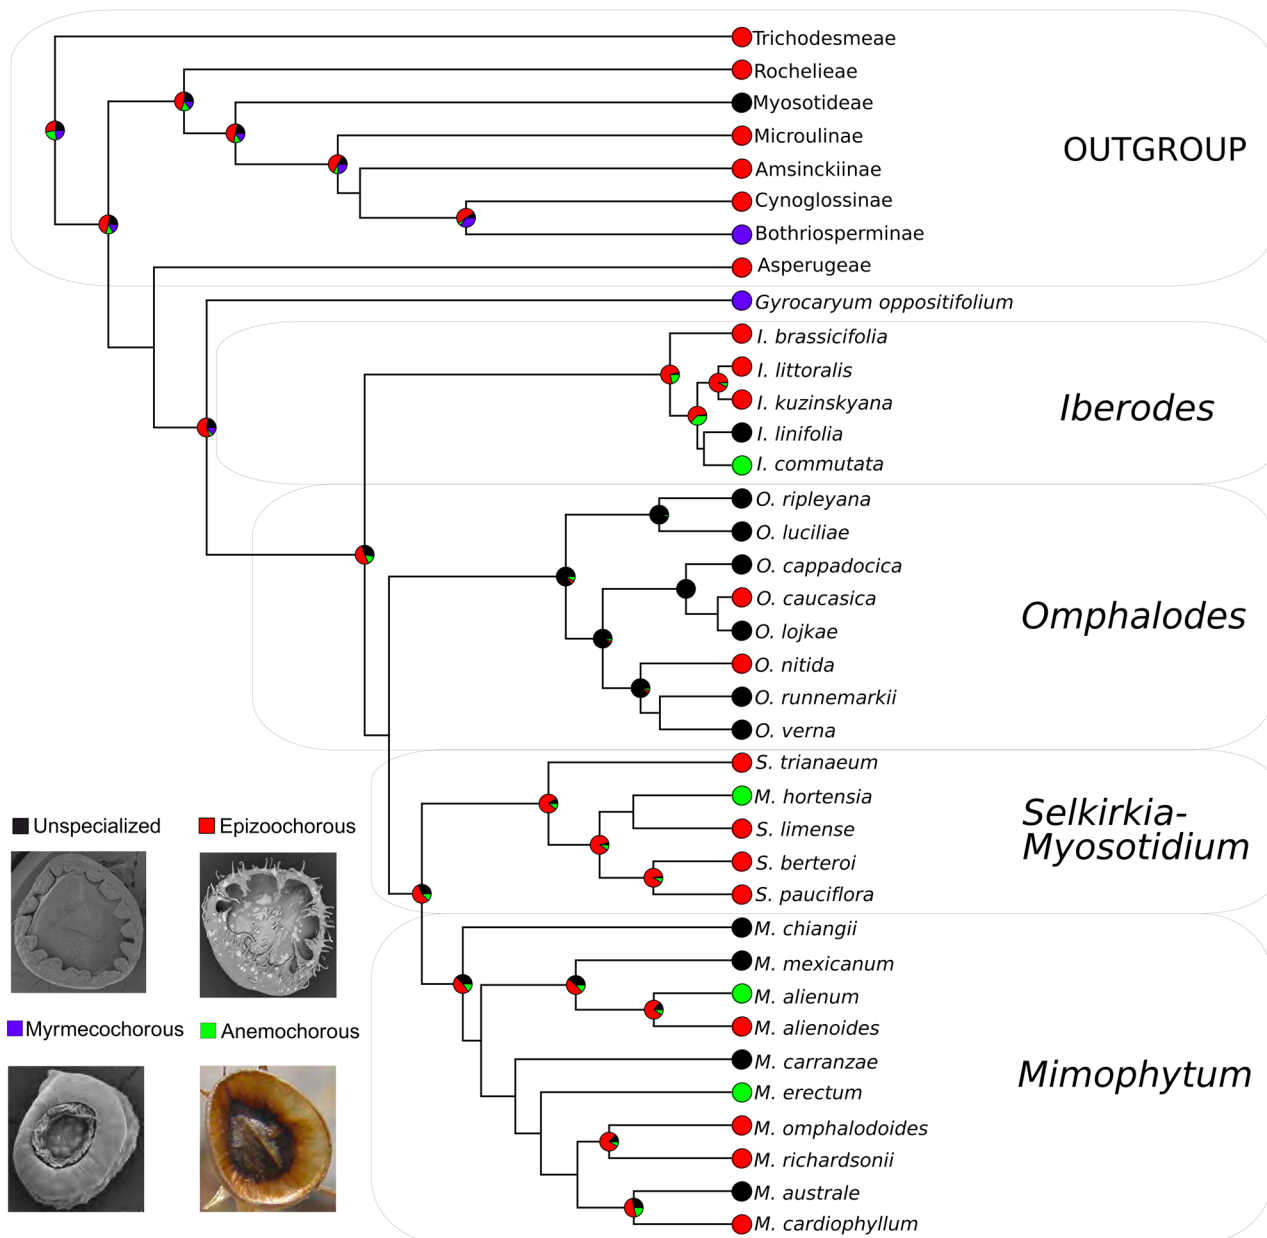 Trichodesmeae
Rochelieae
Myosotideae
Microulinae
OUTGROUP
Amsinckiinae
Cynoglossinae
Bothriosperminae
Asperugeae
Gyrocaryum oppositifolium
I. brassicifolia
I. littoralis
I. kuzinskyana
Iberodes
I. linifolia
I. commutata
O. ripleyana
O. luciliae
O. cappadocica
O. caucasica
Omphalodes
O. lojkae
O. nitida
O. runnemarkii
O. verna
S. trianaeum
M. hortensia
S. limense
S. berteroi
S. pauciflora
Selkirkia-
Myosotidium
Unspecialized
Epizoochorous
Myrmecochorous
Anemochorous
M. chiangii
M. mexicanum
M. alienum
M. alienoides
M. carranzae
Mimophytum
M. erectum
M. omphalodoides
M. richardsonii
M. australe
M. cardiophyllum